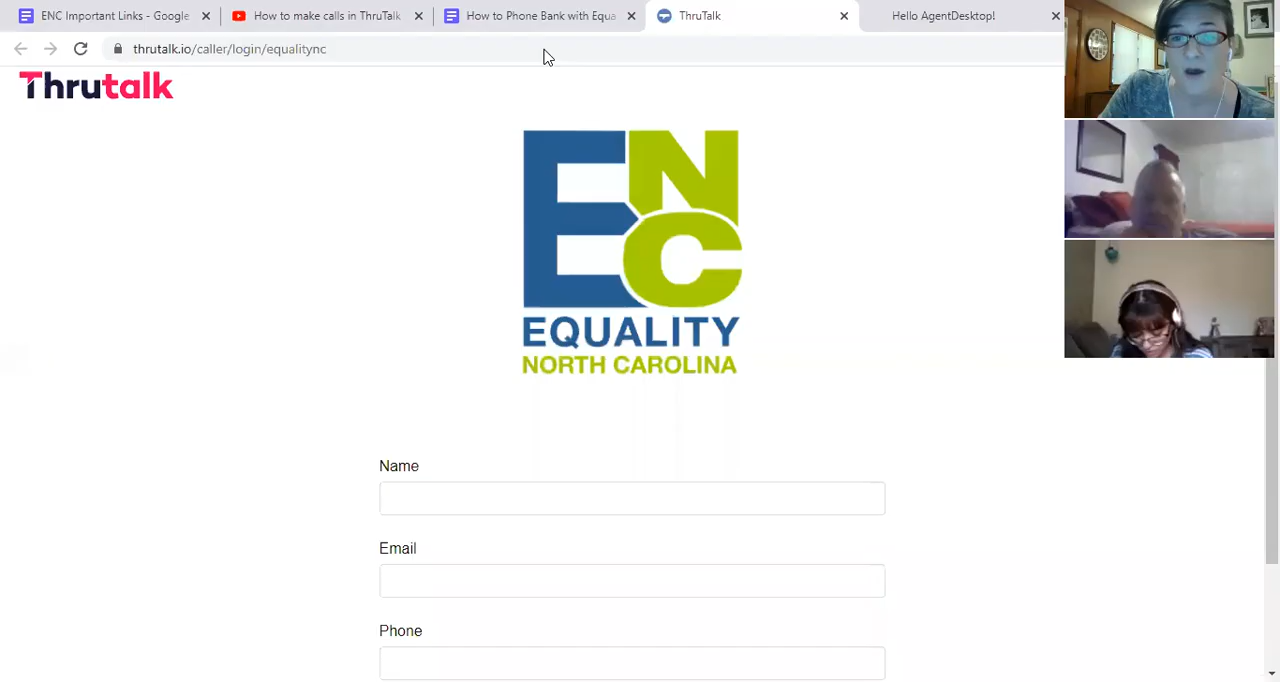 ENC Important Links - Google
How to make calls in ThruTalk
How to Phone Bank with Equa
ThruTalk
Hello AgentDesktop!
thrutalk.io/caller/login/equalitync
Thrutalk
ENC
EQUALITY
NORTH CAROLINA
Name
Email
Phone